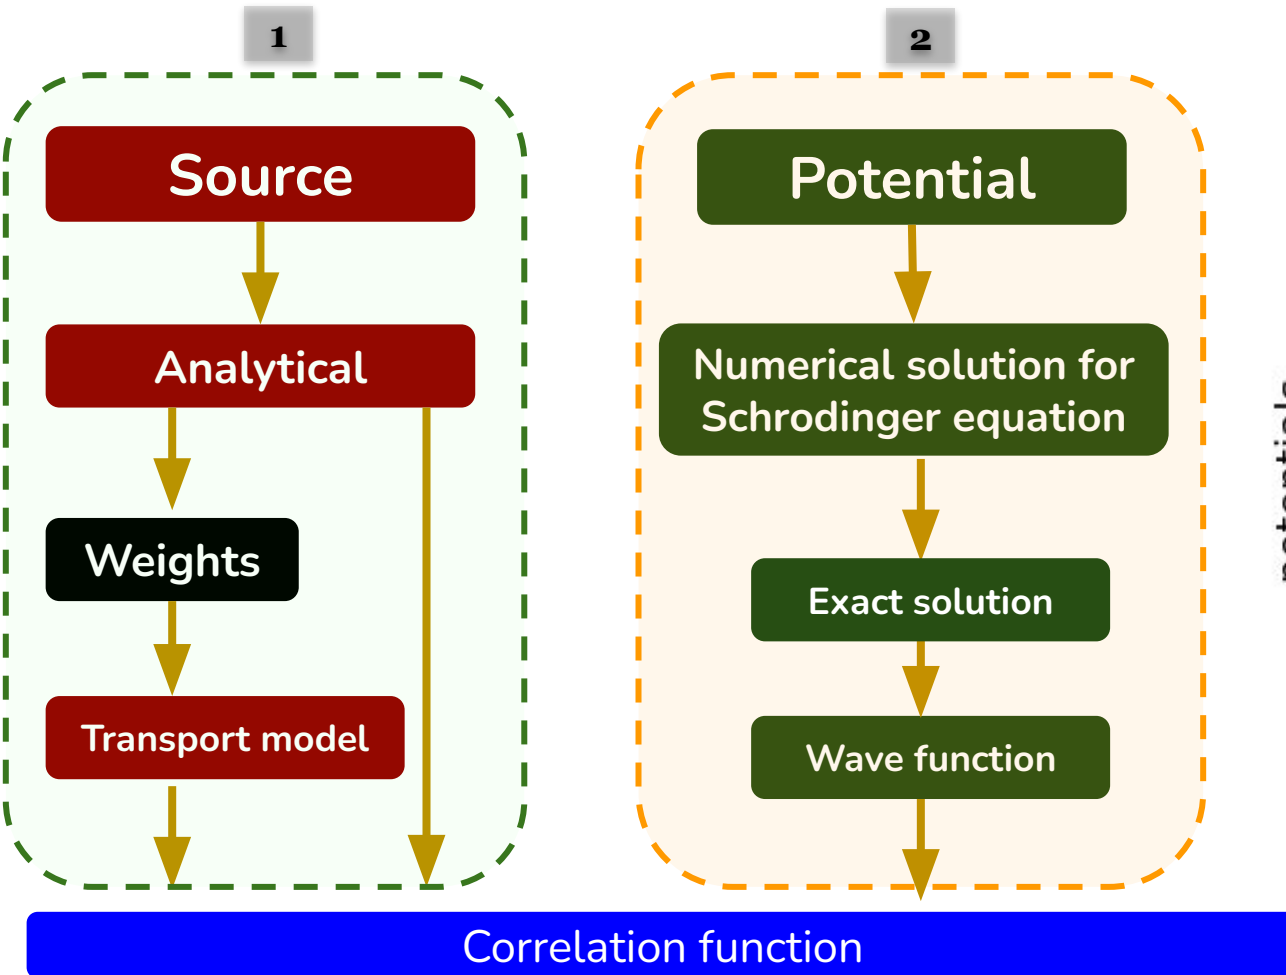 1
Source
Analytical
Weights
Transport model
2
Potential
Numerical solution for
Schrodinger equation
Exact solution
Wave function
Correlation function